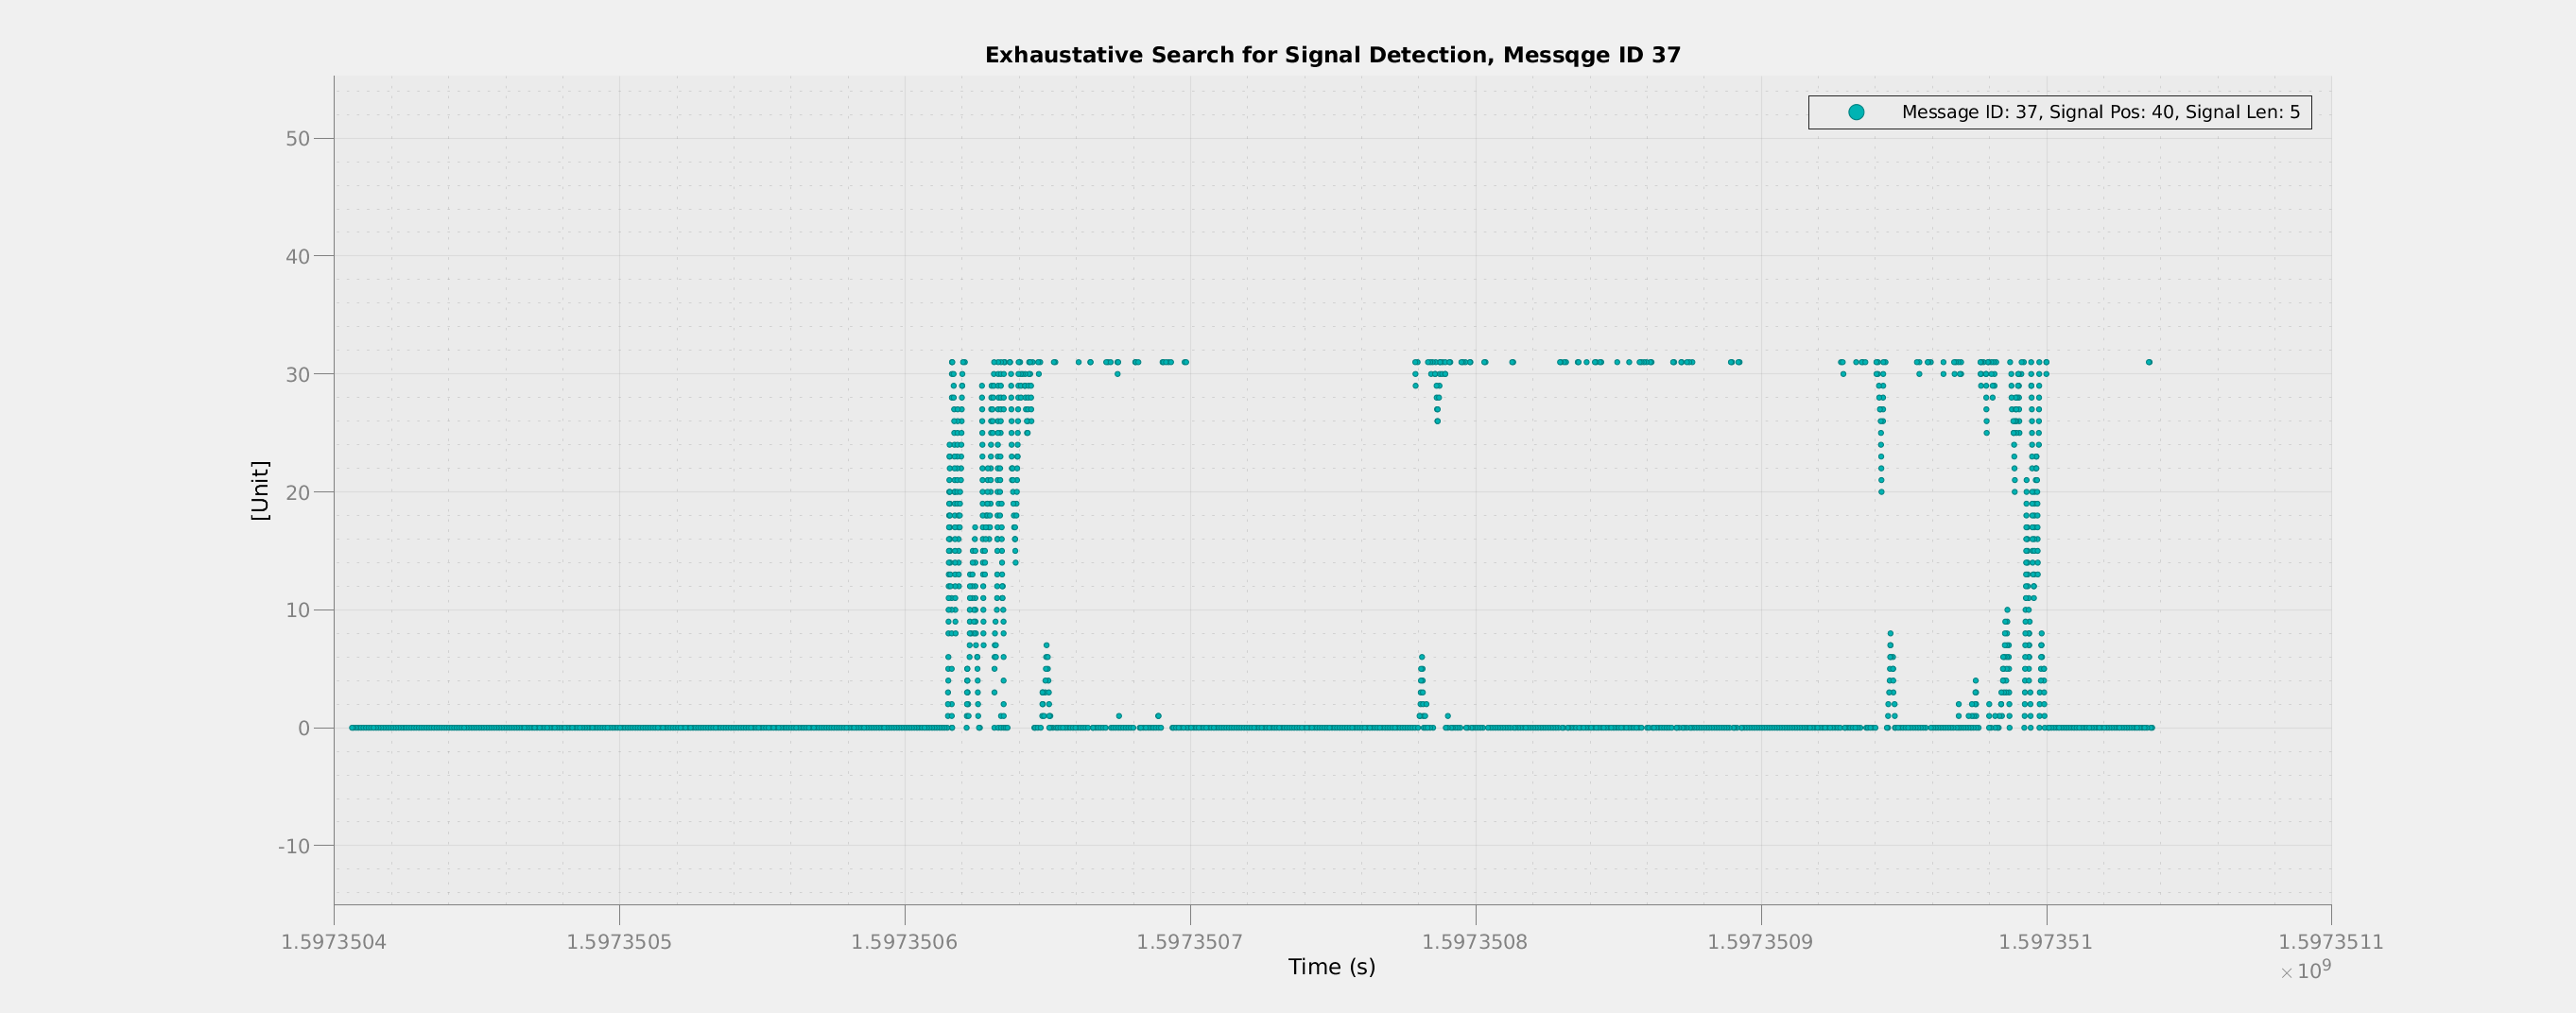 Exhaustative Search for Signal Detection, Messqge ID 37
Message ID: 37, Signal Pos: 40, Signal Len: 5
50
40
30
20
10
0
-10
[Unit]
1.5973504 1.5973505 1.5973506 1.5973507 1.5973508 1.5973509 1.597351 1.5973511
Time (s)
×10⁹